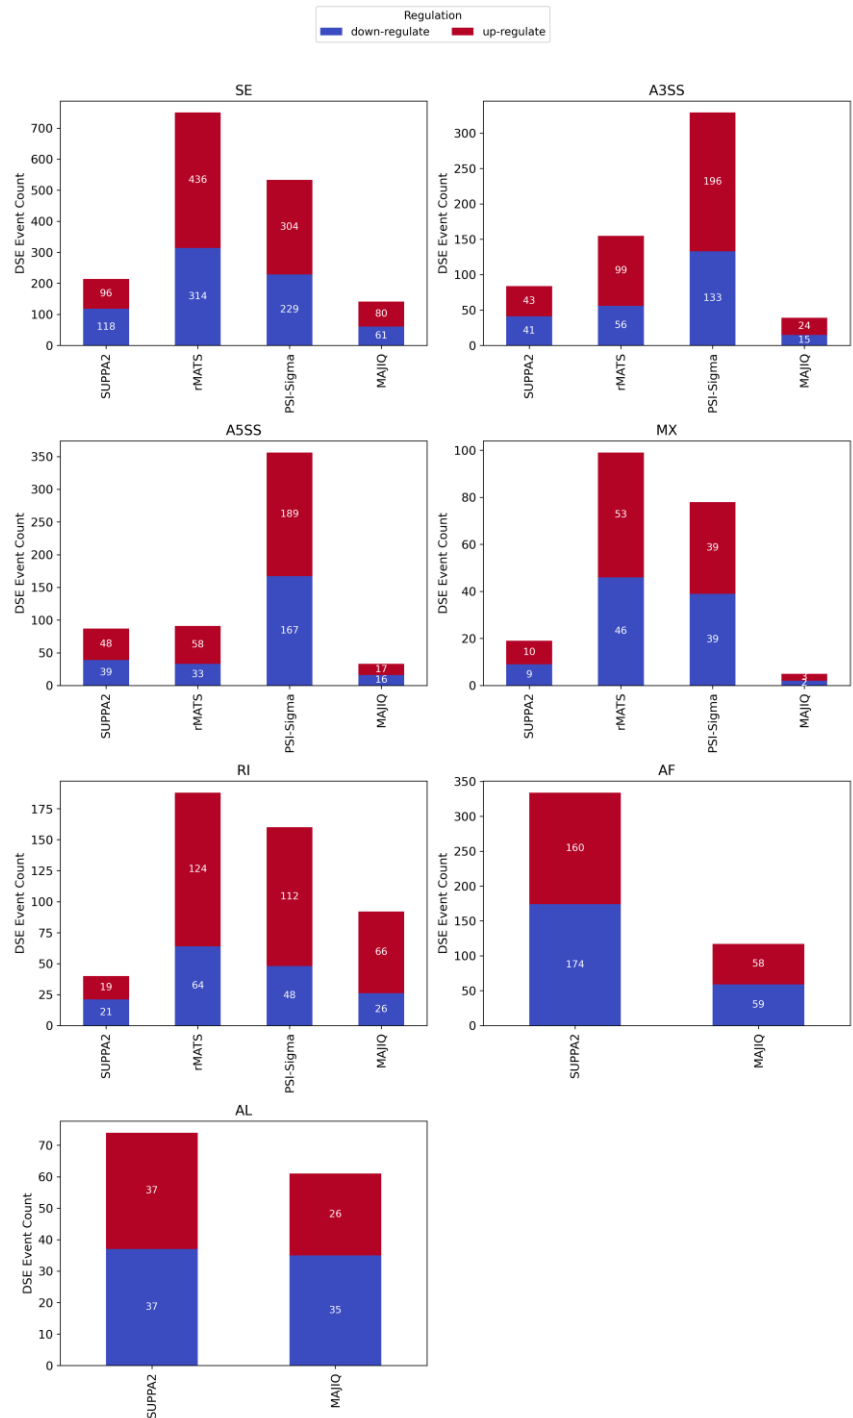 Regulation
down-regulate up-regulate
SE
DSE Event Count
700
600
500
400
300
200
100
0
96
118
436
314
304
229
80
61
SUPPA2
rMATS
PSI-Sigma
MAJIQ
A3SS
DSE Event Count
300
250
200
150
100
50
0
43
41
99
56
196
133
24
15
SUPPA2
rMATS
PSI-Sigma
MAJIQ
A5SS
DSE Event Count
350
300
250
200
150
100
50
0
48
39
58
33
189
167
17
16
SUPPA2
rMATS
PSI-Sigma
MAJIQ
MX
DSE Event Count
100
80
60
40
20
0
10
9
53
46
39
39
3
2
SUPPA2
rMATS
PSI-Sigma
MAJIQ
RI
DSE Event Count
175
150
125
100
75
50
25
0
19
21
124
64
112
48
66
26
SUPPA2
rMATS
PSI-Sigma
MAJIQ
AF
DSE Event Count
350
300
250
200
150
100
50
0
160
174
58
59
SUPPA2
MAJIQ
AL
DSE Event Count
70
60
50
40
30
20
10
0
37
37
26
35
SUPPA2
MAJIQ